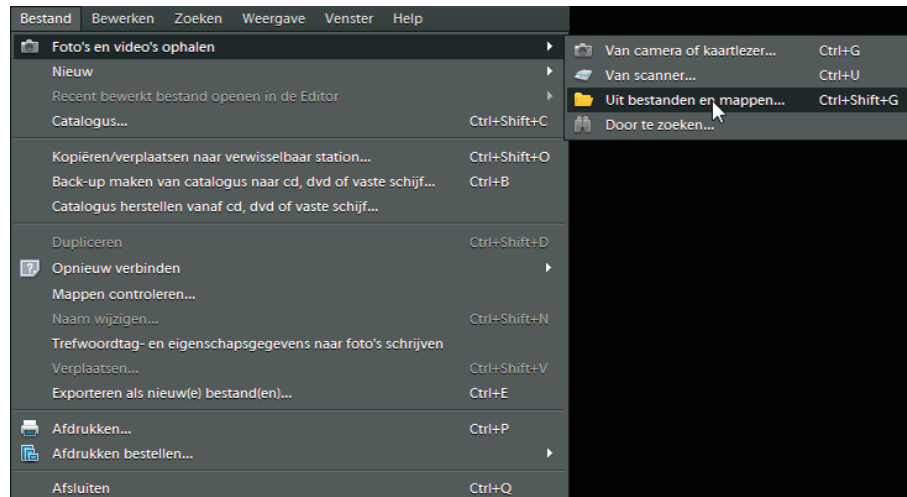 Bestand Bewerken Zoeken Weergave Venster Help
Foto's en video's ophalen
Nieuw
Recent bewerkt bestand openen in de Editor
Catalogus... Ctrl+Shift+C
Kopiëren/verplaatsen naar verwisselbaar station... Ctrl+Shift+O
Back-up maken van catalogus naar cd, dvd of vaste schijf... Ctrl+B
Catalogus herstellen vanaf cd, dvd of vaste schijf...
Dupliceren Ctrl+Shift+D
Opnieuw verbinden
Mappen controleren...
Naam wijzigen... Ctrl+Shift+N
Trefwoordtag- en eigenschapsgegevens naar foto's schrijven
Verplaatsen... Ctrl+Shift+V
Exporteren als nieuw(e) bestand(en)... Ctrl+E
Afdrukken... Ctrl+P
Afdrukken bestellen...
Afsluiten Ctrl+Q
Van camera of kaartlezer... Ctrl+G
Van scanner... Ctrl+U
Uit bestanden en mappen... Ctrl+Shift+G
Door te zoeken...